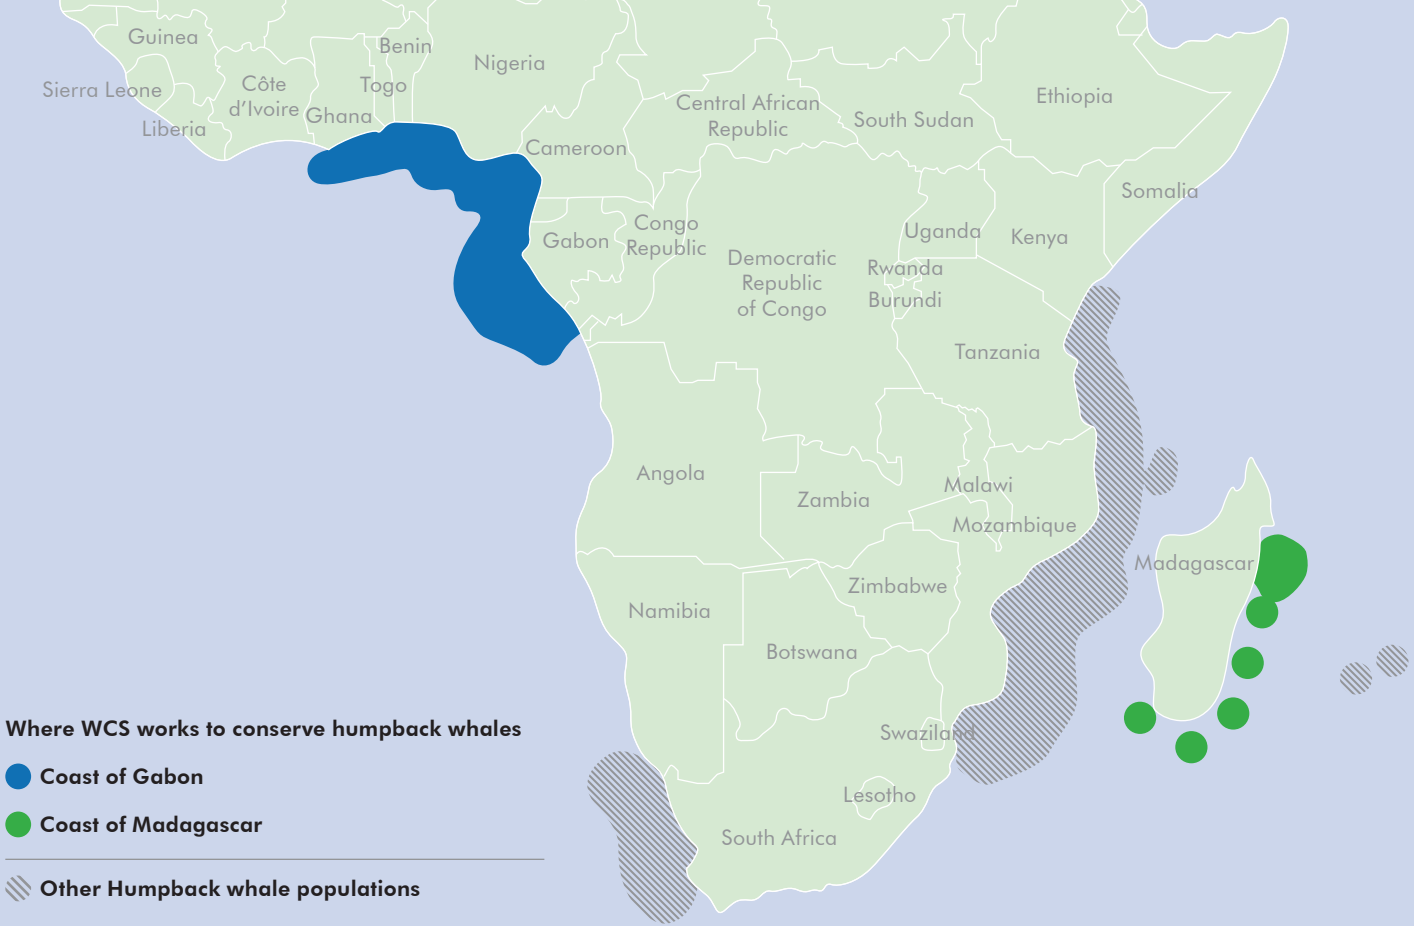 Guinea
Benin
Nigeria
Togo
Côte
d’Ivoire
Sierra Leone
Ghana
Liberia
Cameroon
Central African
Republic
South Sudan
Ethiopia
Somalia
Congo
Republic
Gabon
Uganda
Kenya
Democratic
Republic
of Congo
Rwanda
Burundi
Tanzania
Angola
Zambia
Malawi
Mozambique
Madagascar
Zimbabwe
Namibia
Botswana
Swaziland
Lesotho
South Africa
Where WCS works to conserve humpback whales
Coast of Gabon
Coast of Madagascar
Other Humpback whale populations